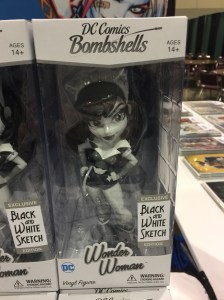 DC Comics
Bombshells
AGES
14+
AGES
14+
EXCLUSIVE
BLACK
AND
WHITE
SKETCH
EDITION
EXCLUSIVE
BLACK
AND
WHITE
SKETCH
EDITION
Wonder
Woman
DC
Vinyl Figure
WARNING